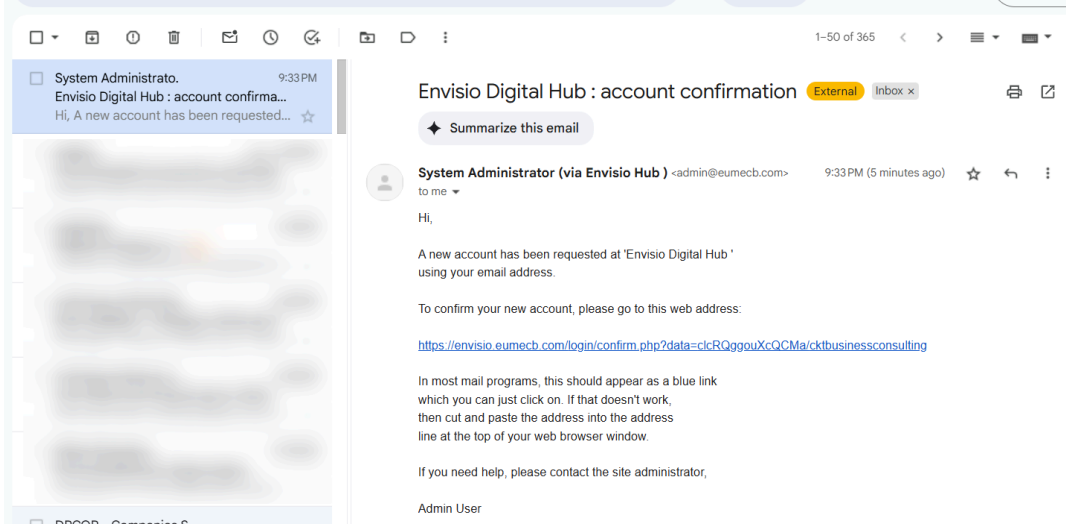 1–50 of 365
System Administrato.
9:33 PM
Envisio Digital Hub : account confirma...
Hi, A new account has been requested...
Envisio Digital Hub : account confirmation
External
Inbox ×
Summarize this email
System Administrator (via Envisio Hub ) <admin@eumecb.com>
9:33 PM (5 minutes ago)
to me
Hi,
A new account has been requested at 'Envisio Digital Hub '
using your email address.
To confirm your new account, please go to this web address:
https://envisio.eumecb.com/login/confirm.php?data=clcRQggouXcQCMa/cktbusinessconsulting
In most mail programs, this should appear as a blue link
which you can just click on. If that doesn't work,
then cut and paste the address into the address
line at the top of your web browser window.
If you need help, please contact the site administrator,
Admin User